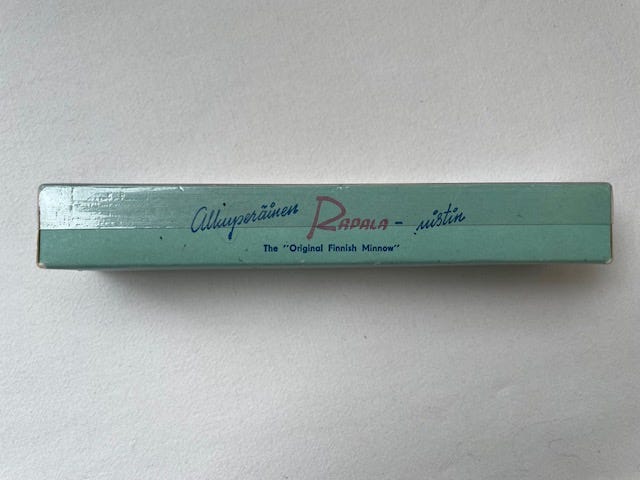 Alkuperäinen RAPALA - uistin
The "Original Finnish Minnow"